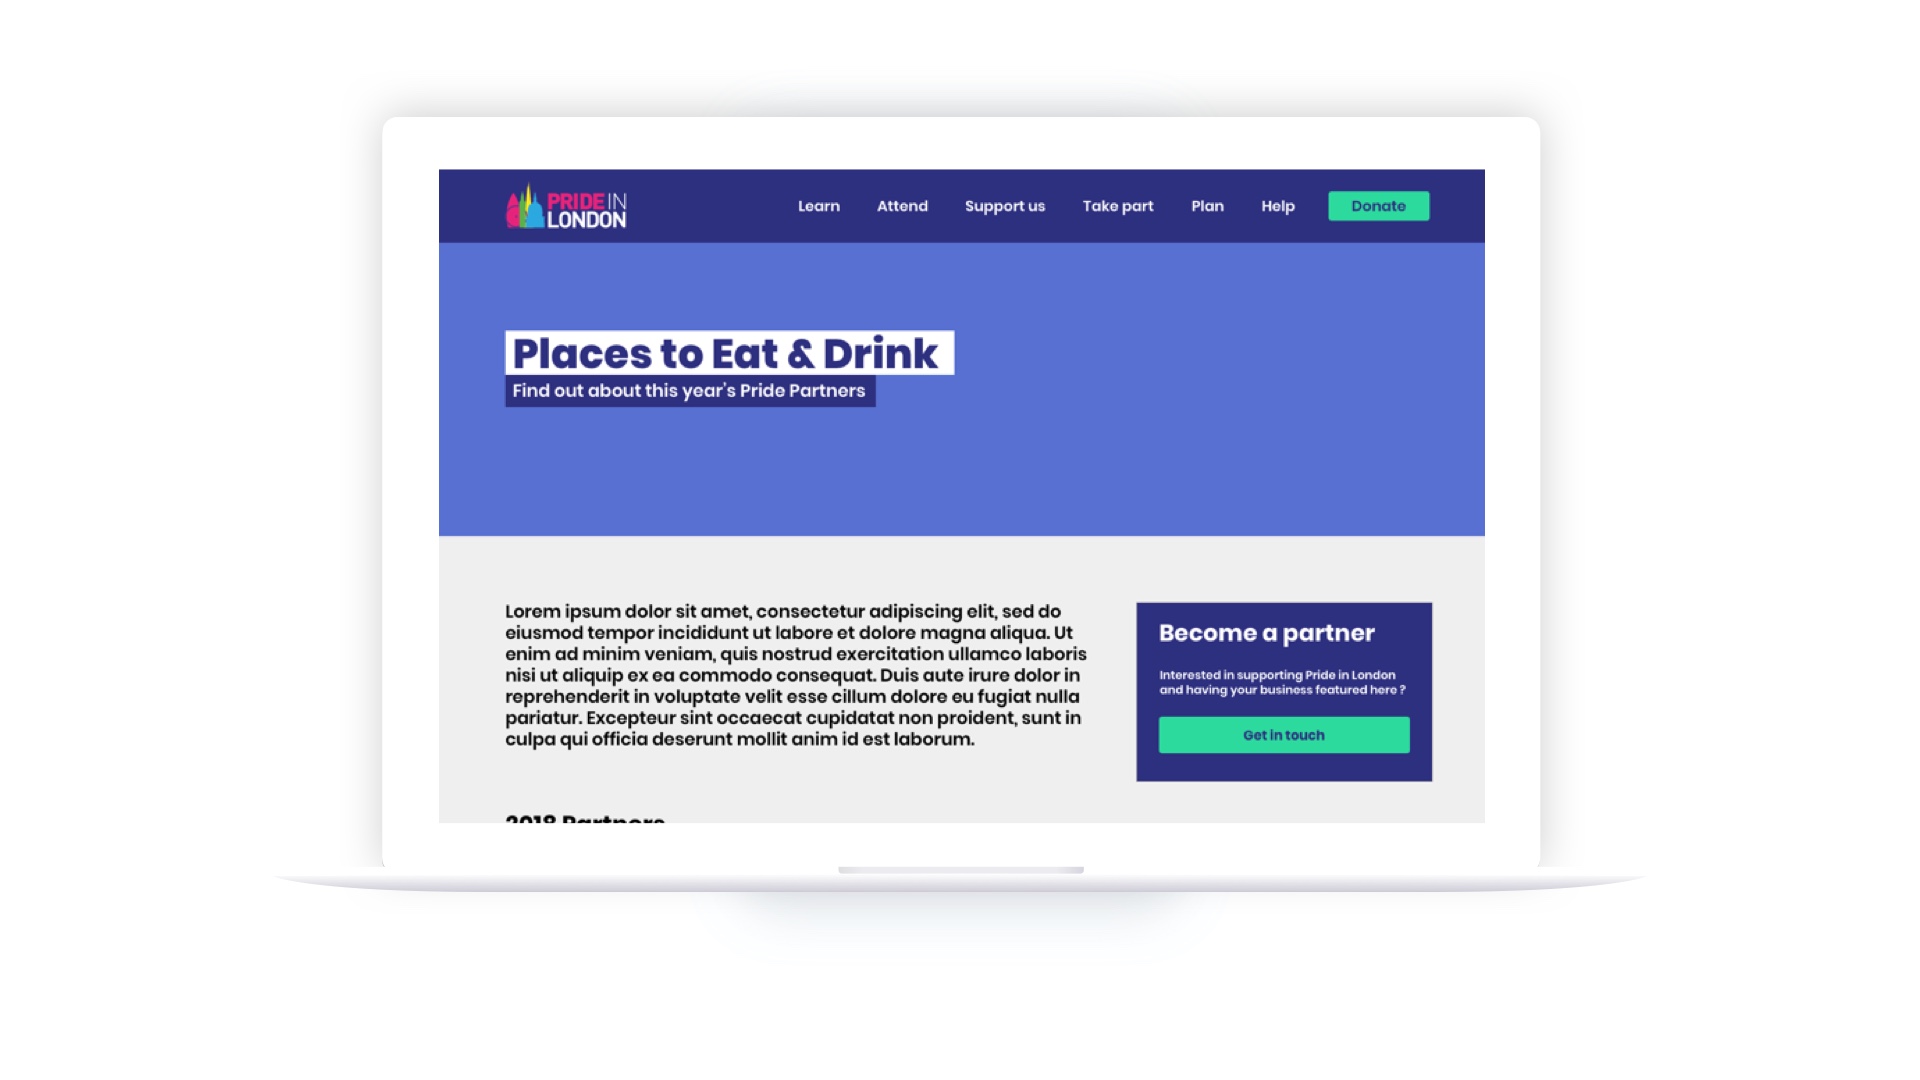 PRIDE IN
LONDON
Learn
Attend
Support us
Take part
Plan
Help
Donate
Places to Eat & Drink
Find out about this year's Pride Partners
Lorem ipsum dolor sit amet, consectetur adipiscing elit, sed do
eiusmod tempor incididunt ut labore et dolore magna aliqua. Ut
enim ad minim veniam, quis nostrud exercitation ullamco laboris
nisi ut aliquip ex ea commodo consequat. Duis aute irure dolor in
reprehenderit in voluptate velit esse cillum dolore eu fugiat nulla
pariatur. Excepteur sint occaecat cupidatat non proident, sunt in
culpa qui officia deserunt mollit anim id est laborum.
Become a partner
Interested in supporting Pride in London
and having your business featured here ?
Get in touch
2018 Partners